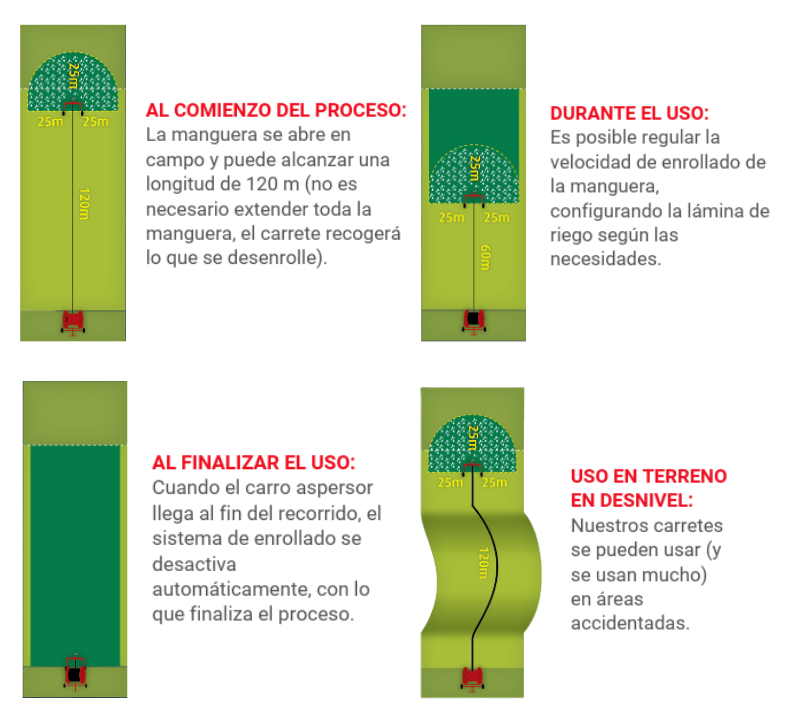 25m
25m 25m
120m
AL COMIENZO DEL PROCESO:
La manguera se abre en
campo y puede alcanzar una
longitud de 120 m (no es
necesario extender toda la
manguera, el carrete recogerá
lo que se desenrolle).
25m
25m 25m
60m
DURANTE EL USO:
Es posible regular la
velocidad de enrollado de
la manguera,
configurando la lámina de
riego según las
necesidades.
AL FINALIZAR EL USO:
Cuando el carro aspersor
llega al fin del recorrido, el
sistema de enrollado se
desactiva
automáticamente, con lo
que finaliza el proceso.
25m
25m 25m
120m
USO EN TERRENO
EN DESNIVEL:
Nuestros carretes
se pueden usar (y
se usan mucho)
en áreas
accidentadas.